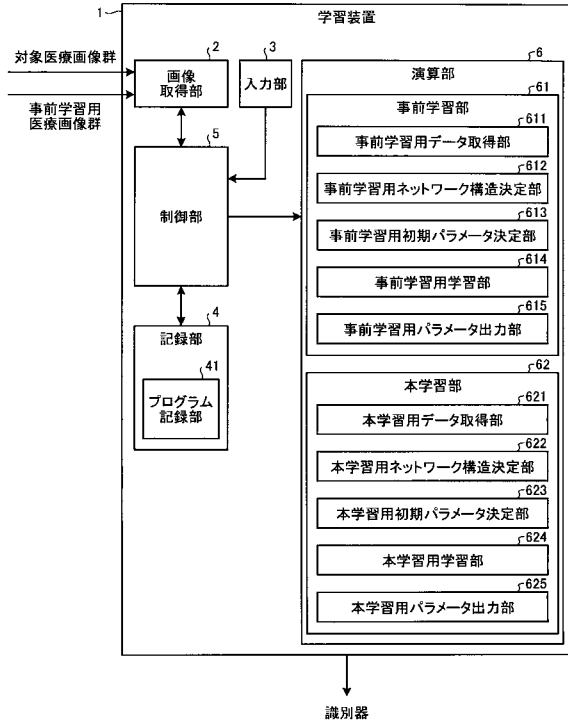 1
学習装置
対象医療画像群
事前学習用
医療画像群
2
画像
取得部
3
入力部
5
制御部
4
記録部
41
プログラム
記録部
6
演算部
61
事前学習部
611
事前学習用データ取得部
612
事前学習用ネットワーク構造決定部
613
事前学習用初期パラメータ決定部
614
事前学習用学習部
615
事前学習用パラメータ出力部
62
本学習部
621
本学習用データ取得部
622
本学習用ネットワーク構造決定部
623
本学習用初期パラメータ決定部
624
本学習用学習部
625
本学習用パラメータ出力部
識別器